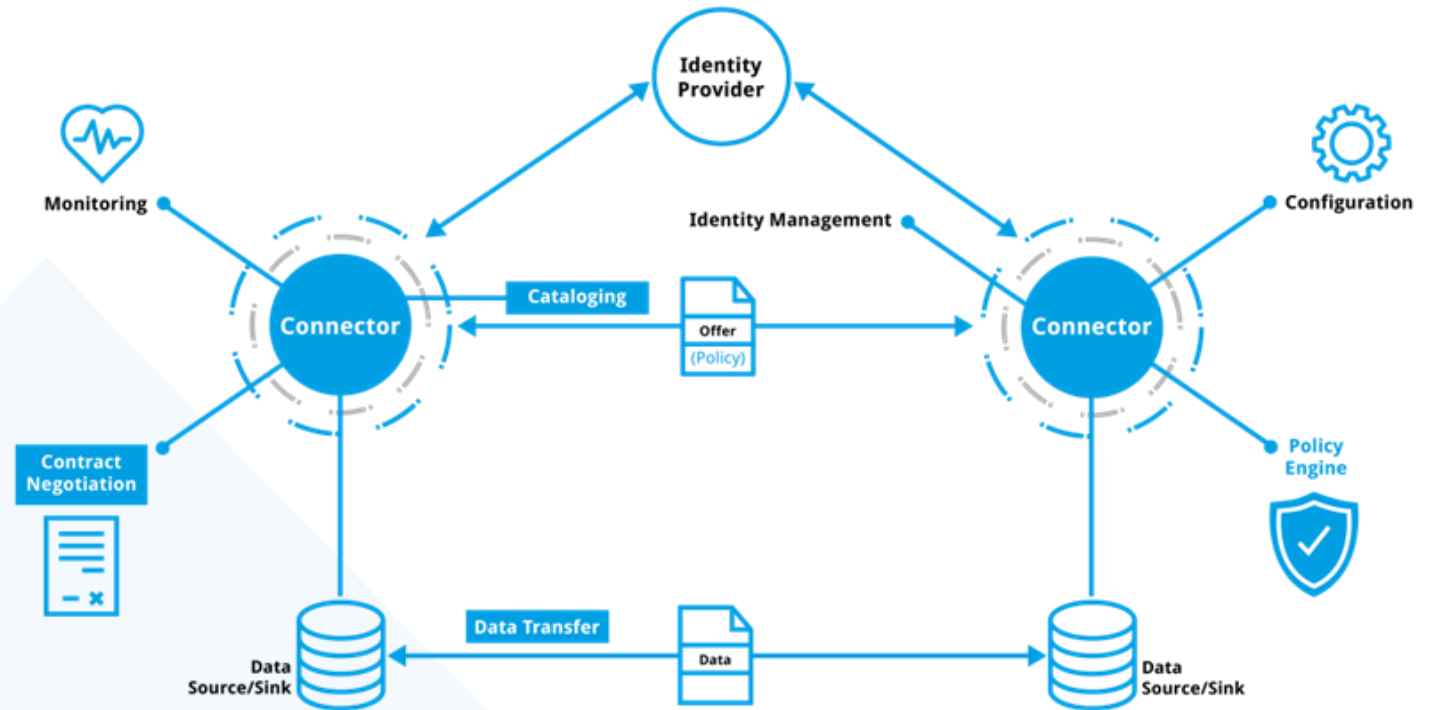 Identity
Provider
Monitoring
Configuration
Identity Management
Cataloging
Connector
Offer
(Policy)
Connector
Contract
Negotiation
Policy
Engine
Data Transfer
Data
Source/Sink
Data
Data
Source/Sink